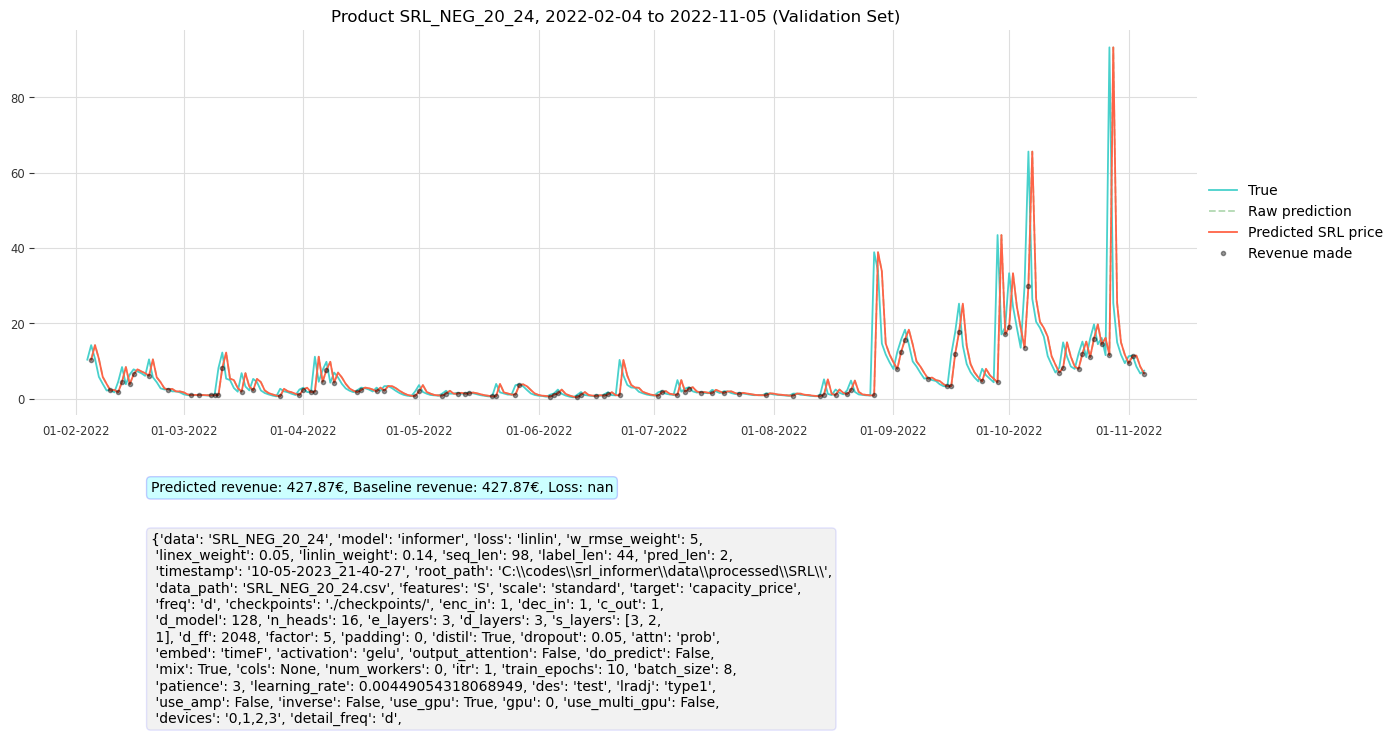 Product SRL_NEG_20_24, 2022-02-04 to 2022-11-05 (Validation Set)
80
60
40
20
0
01-02-2022 01-03-2022 01-04-2022 01-05-2022 01-06-2022 01-07-2022 01-08-2022 01-09-2022 01-10-2022 01-11-2022
True
Raw prediction
Predicted SRL price
Revenue made
Predicted revenue: 427.87€, Baseline revenue: 427.87€, Loss: nan
{'data': 'SRL_NEG_20_24', 'model': 'informer', 'loss': 'linlin', 'w_rmse_weight': 5,
'linex_weight': 0.05, 'linlin_weight': 0.14, 'seq_len': 98, 'label_len': 44, 'pred_len': 2,
'timestamp': '10-05-2023_21-40-27', 'root_path': 'C:\\codes\\srl_informer\\data\\processed\\SRL\\',
'data_path': 'SRL_NEG_20_24.csv', 'features': 'S', 'scale': 'standard', 'target': 'capacity_price',
'freq': 'd', 'checkpoints': './checkpoints/', 'enc_in': 1, 'dec_in': 1, 'c_out': 1,
'd_model': 128, 'n_heads': 16, 'e_layers': 3, 'd_layers': 3, 's_layers': [3, 2,
1], 'd_ff': 2048, 'factor': 5, 'padding': 0, 'distil': True, 'dropout': 0.05, 'attn': 'prob',
'embed': 'timeF', 'activation': 'gelu', 'output_attention': False, 'do_predict': False,
'mix': True, 'cols': None, 'num_workers': 0, 'itr': 1, 'train_epochs': 10, 'batch_size': 8,
'patience': 3, 'learning_rate': 0.00449054318068949, 'des': 'test', 'lradj': 'type1',
'use_amp': False, 'inverse': False, 'use_gpu': True, 'gpu': 0, 'use_multi_gpu': False,
'devices': '0,1,2,3', 'detail_freq': 'd',